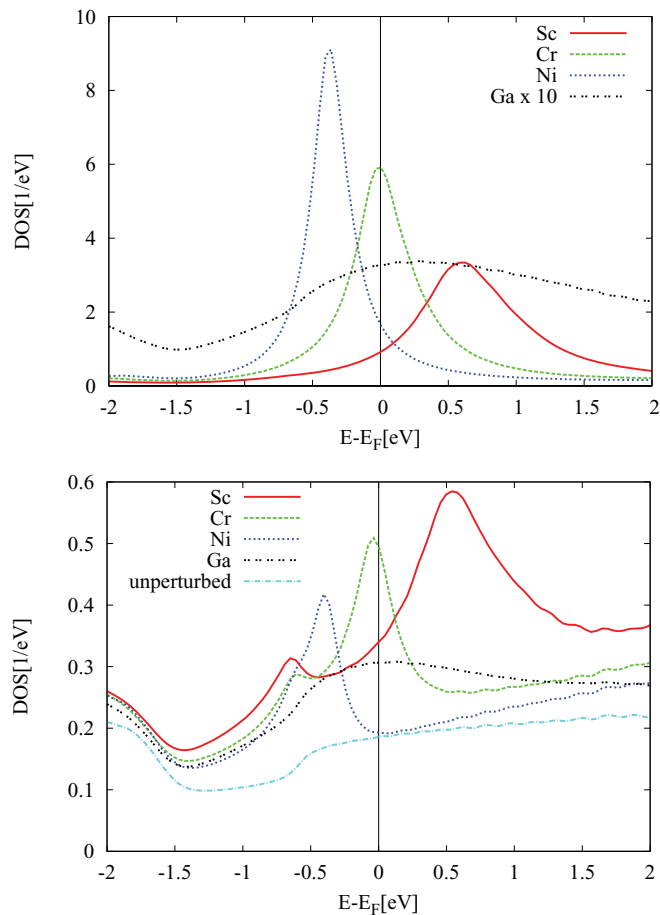 10
8
6
4
2
0
DOS[1/eV]
Sc
Cr
Ni
Ga x 10
-2 -1.5 -1 -0.5 0 0.5 1 1.5 2
E-E_F[eV]
0.6
0.5
0.4
0.3
0.2
0.1
0
DOS[1/eV]
Sc
Cr
Ni
Ga
unperturbed
-2 -1.5 -1 -0.5 0 0.5 1 1.5 2
E-E_F[eV]